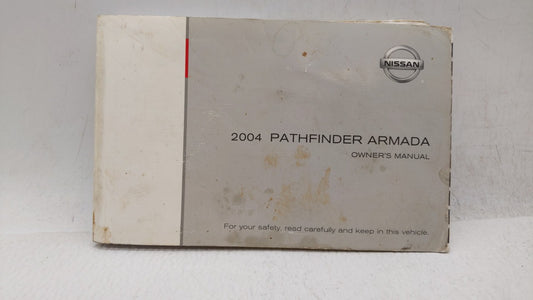 NISSAN
2004 PATHFINDER ARMADA
OWNER'S MANUAL
For your safety, read carefully and keep in this vehicle.